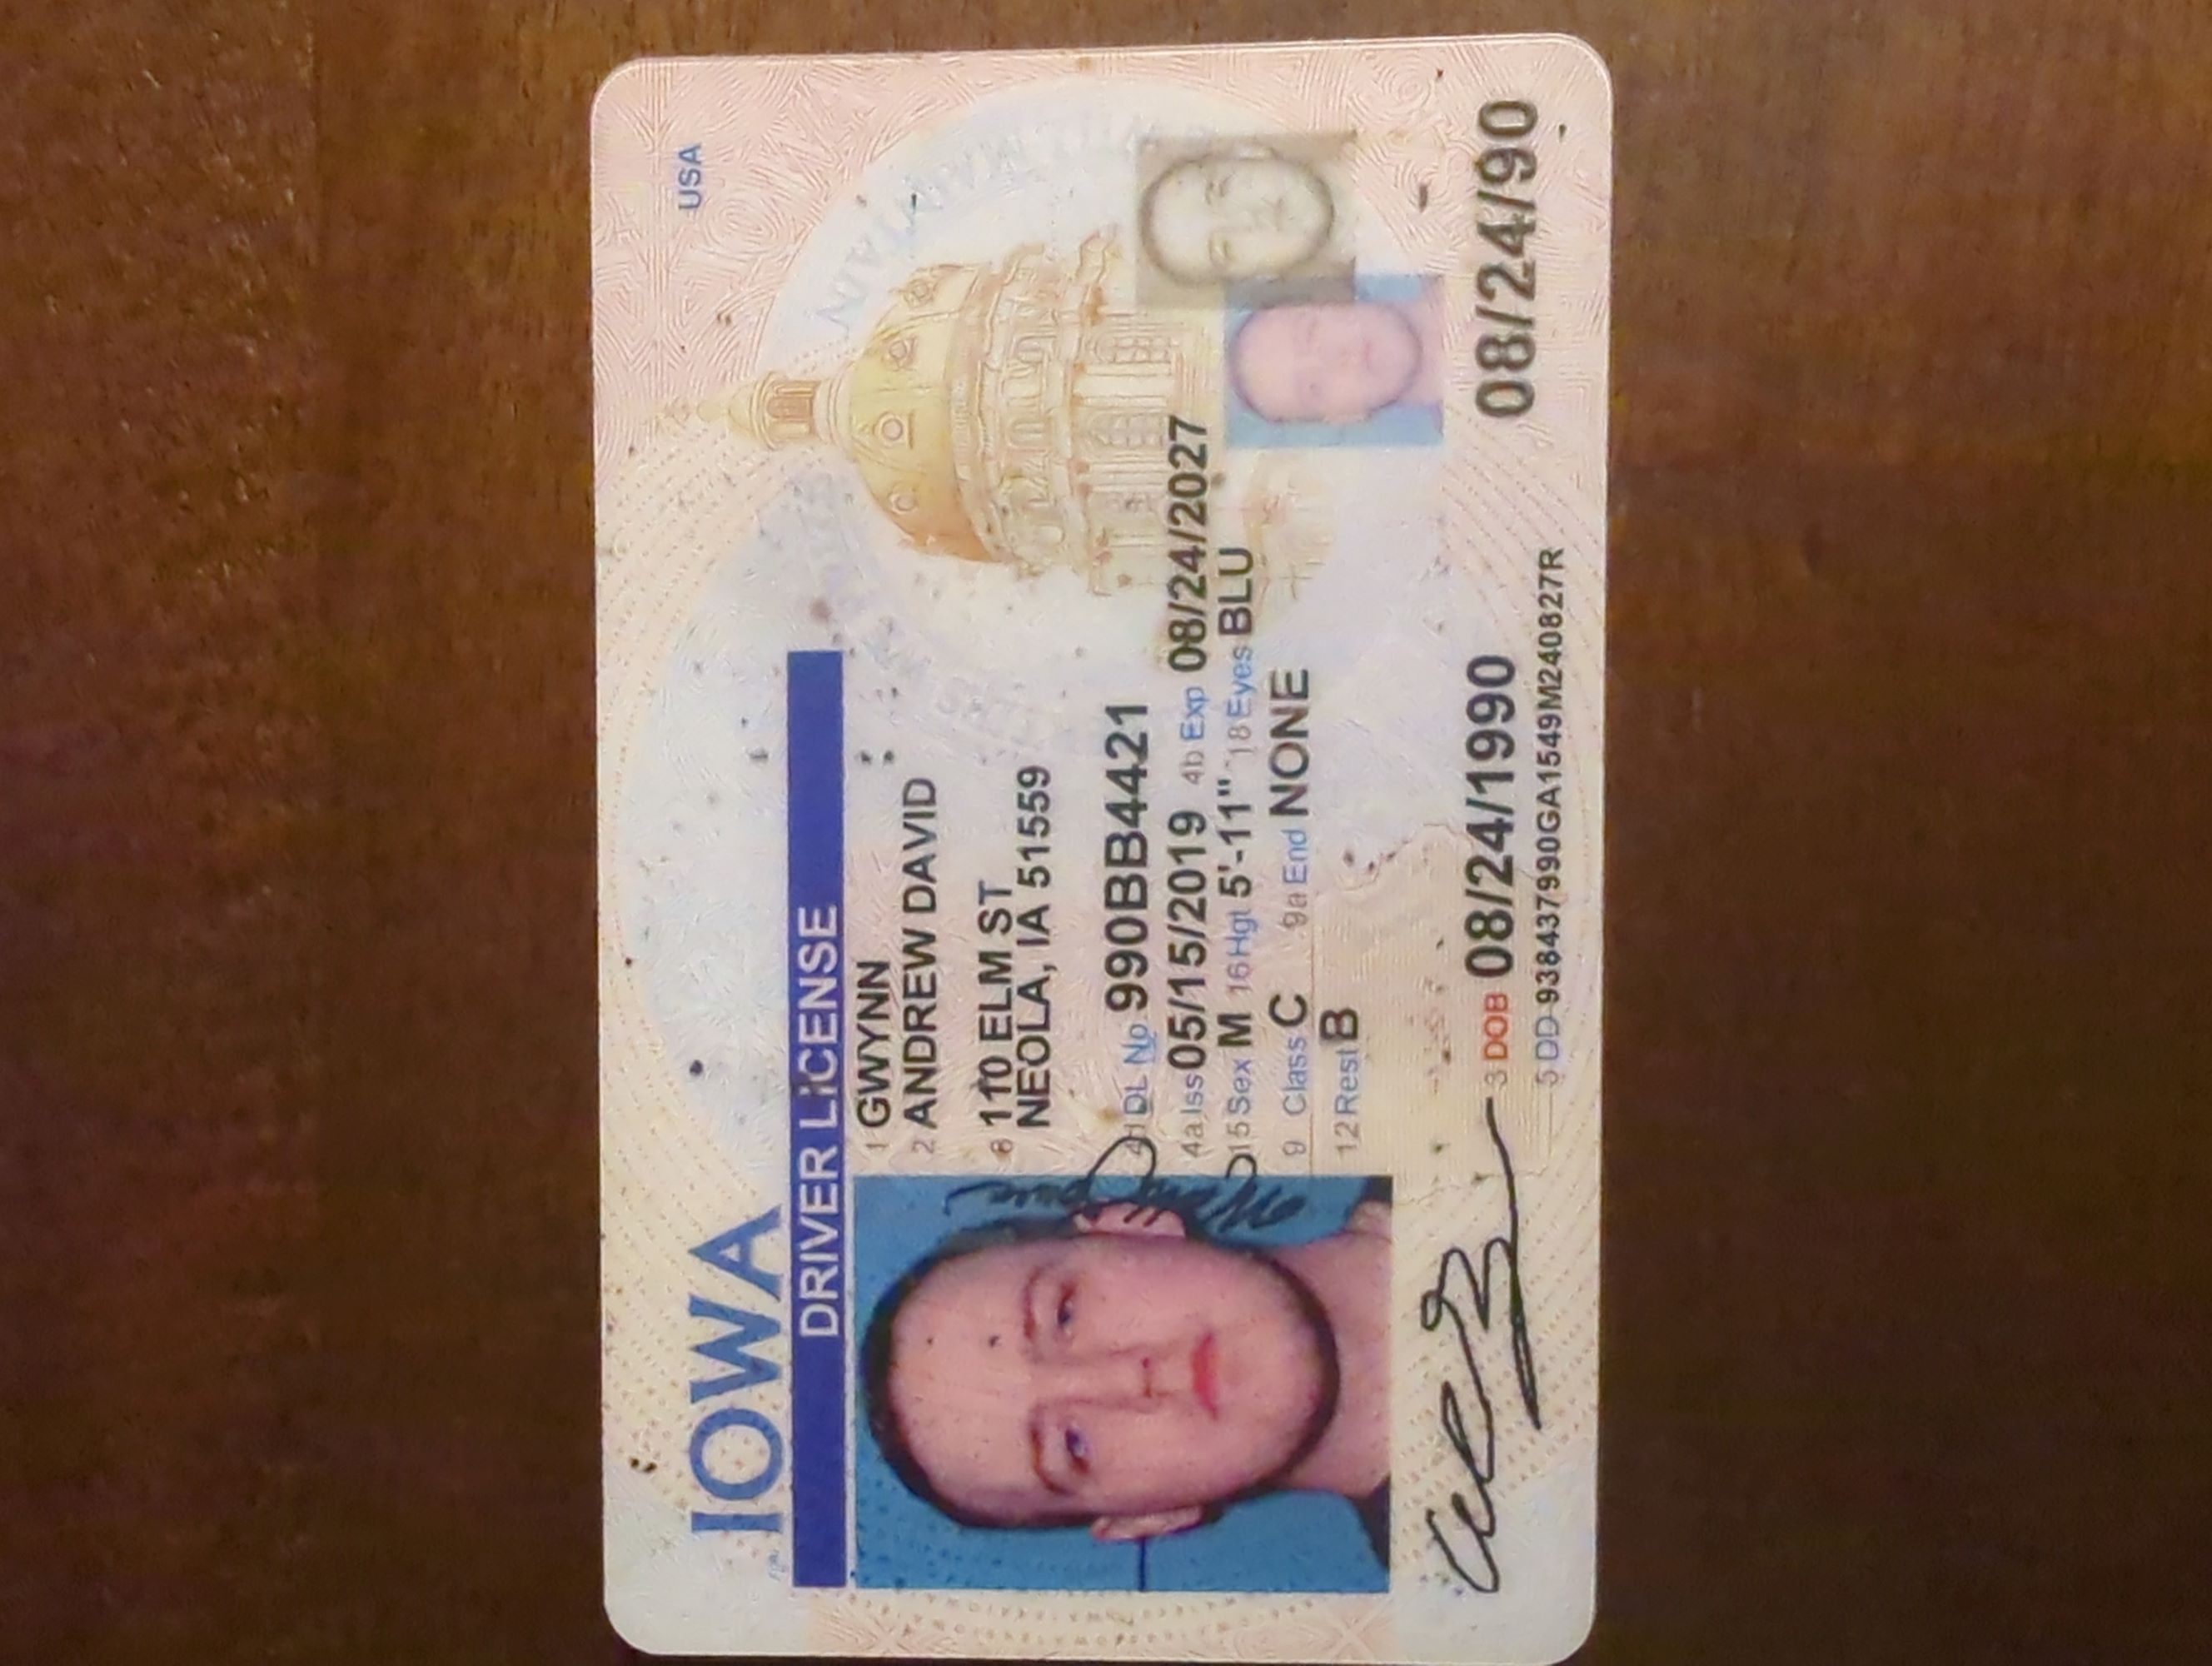 IOWA
USA
DRIVER LICENSE
1 GWYNN
2 ANDREW DAVID
8 110 ELM ST
NEOLA, IA 51559
4d DL No 990BB4421
4a Iss 05/15/2019 4b Exp 08/24/2027
15 Sex M 16 Hgt 5'-11" 18 Eyes BLU
9 Class C 9a End NONE
12 Rest B
3 DOB 08/24/1990
08/24/90
5 DD 938437990GA1549M240827R